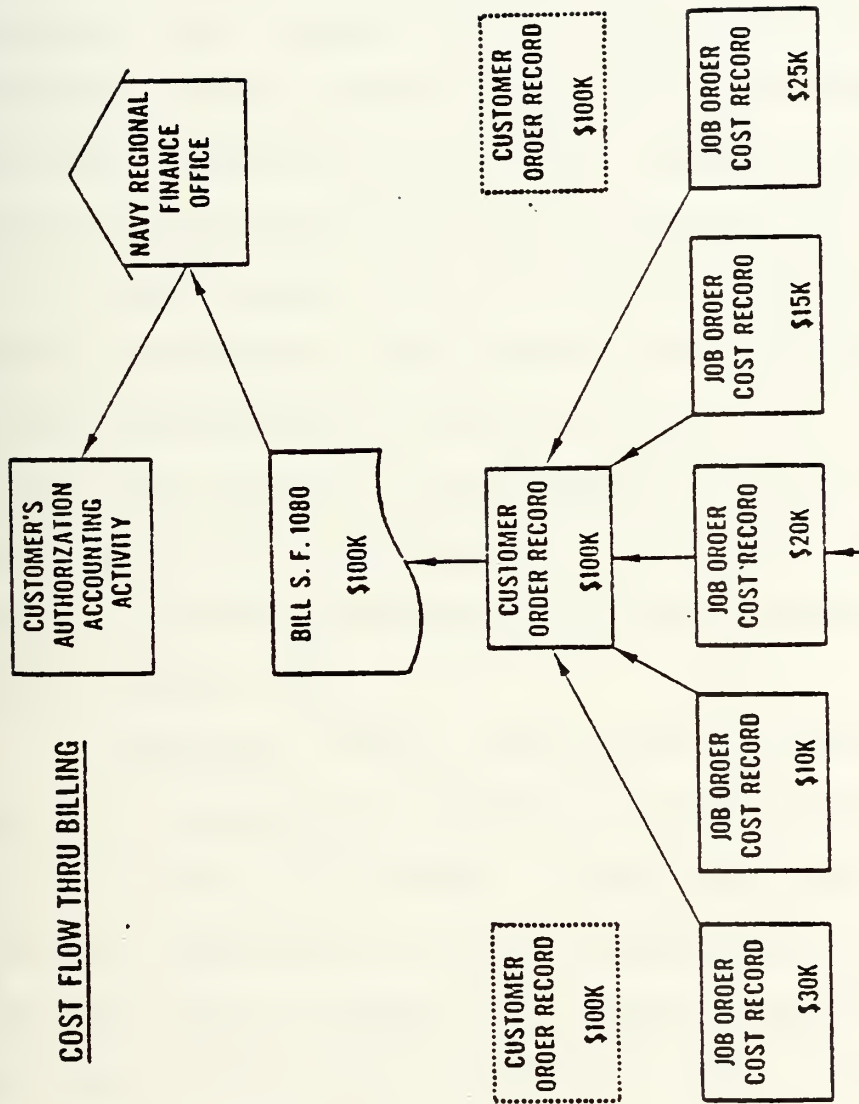 COST FLOW THRU BILLING
CUSTOMER'S
AUTHORIZATION
ACCOUNTING
ACTIVITY
NAVY REGIONAL
FINANCE
OFFICE
BILL S. F. 1080
$100K
CUSTOMER
ORDER RECORD
$100K
CUSTOMER
ORDER RECORD
$100K
CUSTOMER
ORDER RECORD
$100K
JOB ORDER
COST RECORD
$30K
JOB ORDER
COST RECORD
$10K
JOB ORDER
COST RECORD
$20K
JOB ORDER
COST RECORD
$15K
JOB ORDER
COST RECORD
$25K